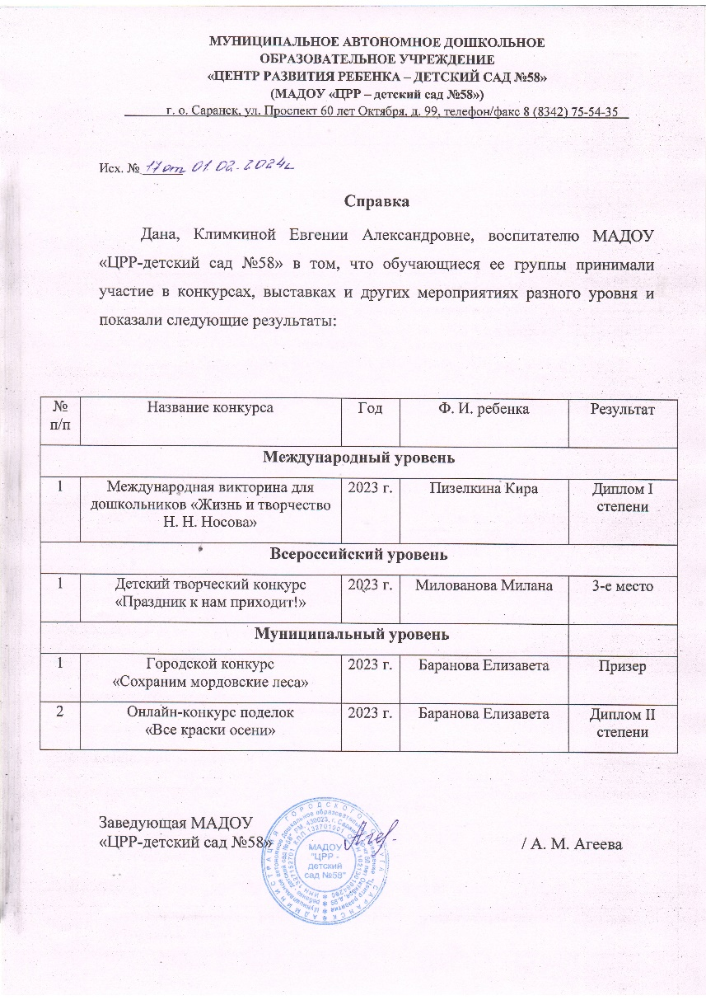 МУНИЦИПАЛЬНОЕ АВТОНОМНОЕ ДОШКОЛЬНОЕ
ОБРАЗОВАТЕЛЬНОЕ УЧРЕЖДЕНИЕ
«ЦЕНТР РАЗВИТИЯ РЕБЕНКА – ДЕТСКИЙ САД №58»
(МАДОУ «ЦРР – детский сад №58»)
г. о. Саранск, ул. Проспект 60 лет Октября, д. 99, телефон/факс 8 (8342) 75-54-35
Исх. № 17 от 01.02.2024г.
Справка
Дана, Климкиной Евгении Александровне, воспитателю МАДОУ
«ЦРР-детский сад №58» в том, что обучающиеся ее группы принимали
участие в конкурсах, выставках и других мероприятиях разного уровня и
показали следующие результаты:
№ п/п Название конкурса Год Ф. И. ребенка Результат
Международный уровень
1 Международная викторина для 2023 г. Пизелкина Кира Диплом I
дошкольников «Жизнь и творчество степени
Н. Н. Носова»
Всероссийский уровень
1 Детский творческий конкурс 2023 г. Милованова Милана 3-е место
«Праздник к нам приходит!»
Муниципальный уровень
1 Городской конкурс 2023 г. Баранова Елизавета Призер
«Сохраним мордовские леса»
2 Онлайн-конкурс поделок 2023 г. Баранова Елизавета Диплом II
«Все краски осени» степени
Заведующая МАДОУ
«ЦРР-детский сад №58» / А. М. Агеева
МАДОУ
"ЦРР -
детский
сад №58"